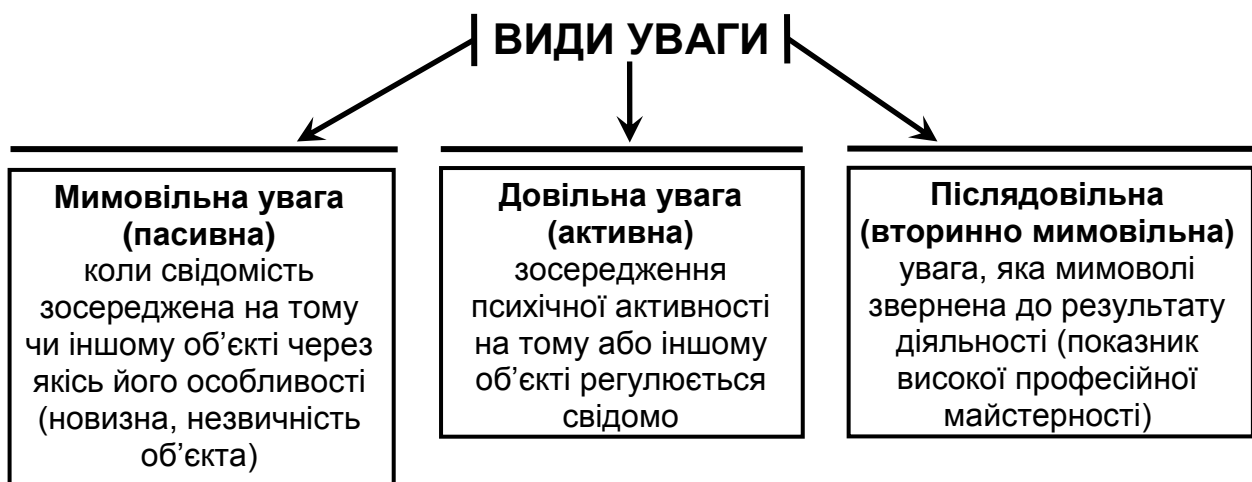 ВИДИ УВАГИ
Мимовільна увага
(пасивна)
коли свідомість
зосереджена на тому
чи іншому об’єкті через
якісь його особливості
(новизна, незвичність
об’єкта)
Довільна увага
(активна)
зосередження
психічної активності
на тому або іншому
об’єкті регулюється
свідомо
Післядовільна
(вторинно мимовільна)
увага, яка мимоволі
звернена до результату
діяльності (показник
високої професійної
майстерності)